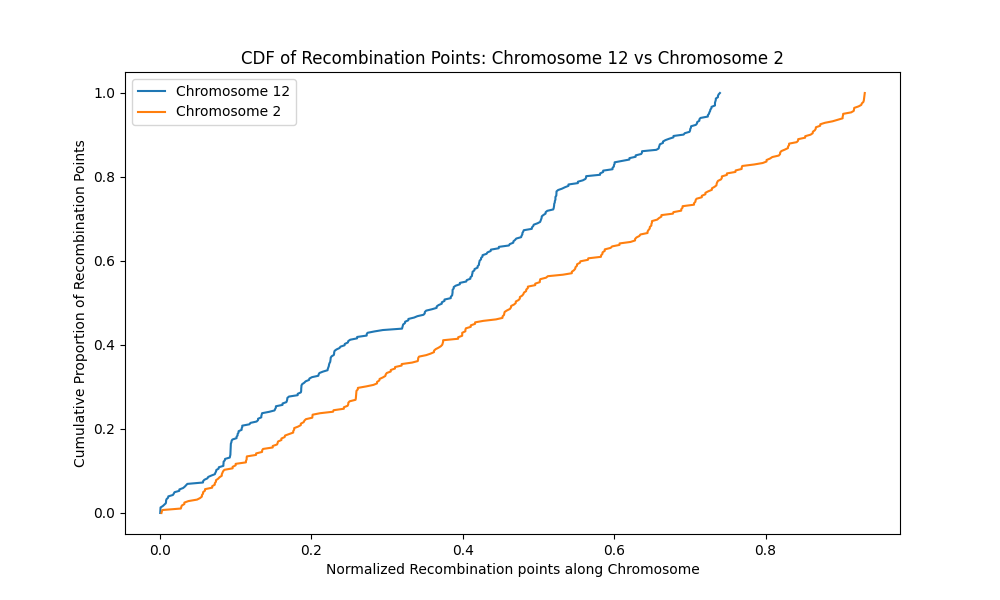 CDF of Recombination Points: Chromosome 12 vs Chromosome 2
Chromosome 12
Chromosome 2
Cumulative Proportion of Recombination Points
1.0
0.8
0.6
0.4
0.2
0.0
0.0 0.2 0.4 0.6 0.8
Normalized Recombination points along Chromosome